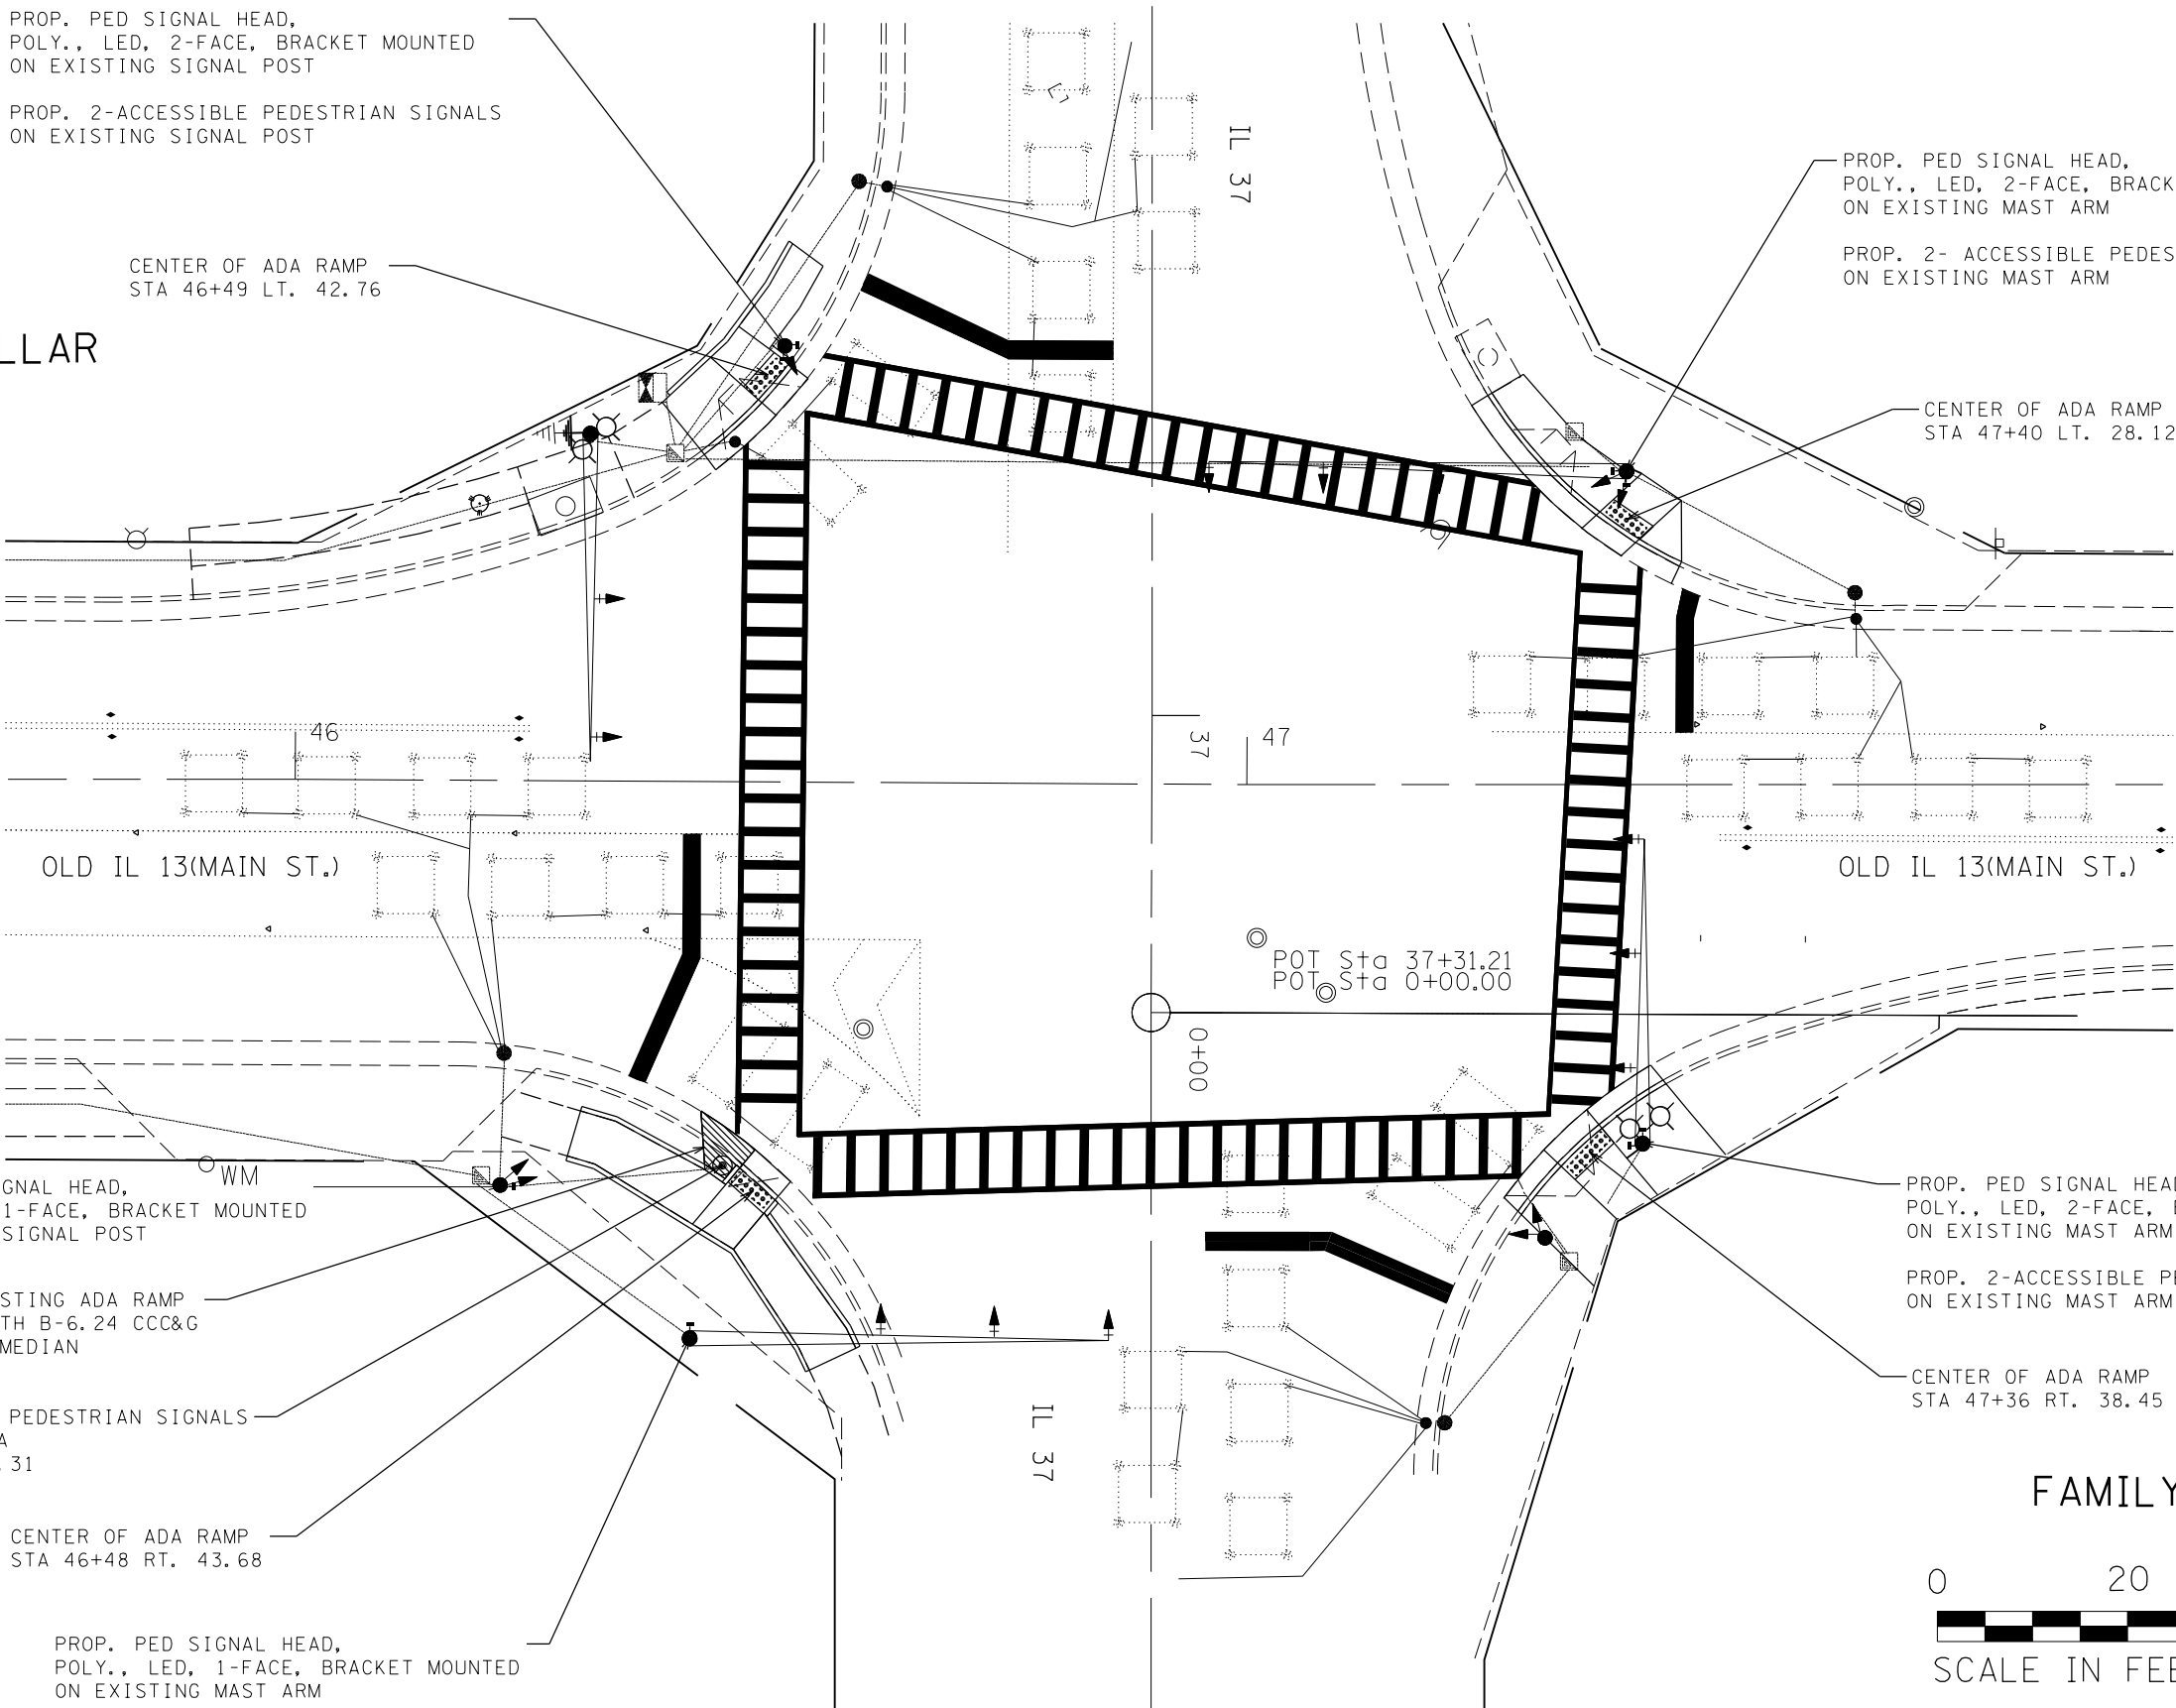 PROP. PED SIGNAL HEAD,
POLY., LED, 2-FACE, BRACKET MOUNTED
ON EXISTING SIGNAL POST
PROP. 2-ACCESSIBLE PEDESTRIAN SIGNALS
ON EXISTING SIGNAL POST
CENTER OF ADA RAMP
STA 46+49 LT. 42.76
LLAR
IL 37
PROP. PED SIGNAL HEAD,
POLY., LED, 2-FACE, BRACK
ON EXISTING MAST ARM
PROP. 2- ACCESSIBLE PEDES
ON EXISTING MAST ARM
CENTER OF ADA RAMP
STA 47+40 LT. 28.12
46
37
47
OLD IL 13(MAIN ST.)
OLD IL 13(MAIN ST.)
POT Sta 37+31.21
POT Sta 0+00.00
0+00
WM
GNAL HEAD,
1-FACE, BRACKET MOUNTED
SIGNAL POST
STING ADA RAMP
TH B-6.24 CCC&G
MEDIAN
PEDESTRIAN SIGNALS
A
.31
CENTER OF ADA RAMP
STA 46+48 RT. 43.68
PROP. PED SIGNAL HEAD,
POLY., LED, 1-FACE, BRACKET MOUNTED
ON EXISTING MAST ARM
IL 37
PROP. PED SIGNAL HEAD
POLY., LED, 2-FACE, B
ON EXISTING MAST ARM
PROP. 2-ACCESSIBLE PE
ON EXISTING MAST ARM
CENTER OF ADA RAMP
STA 47+36 RT. 38.45
FAMILY
0 20
SCALE IN FEE